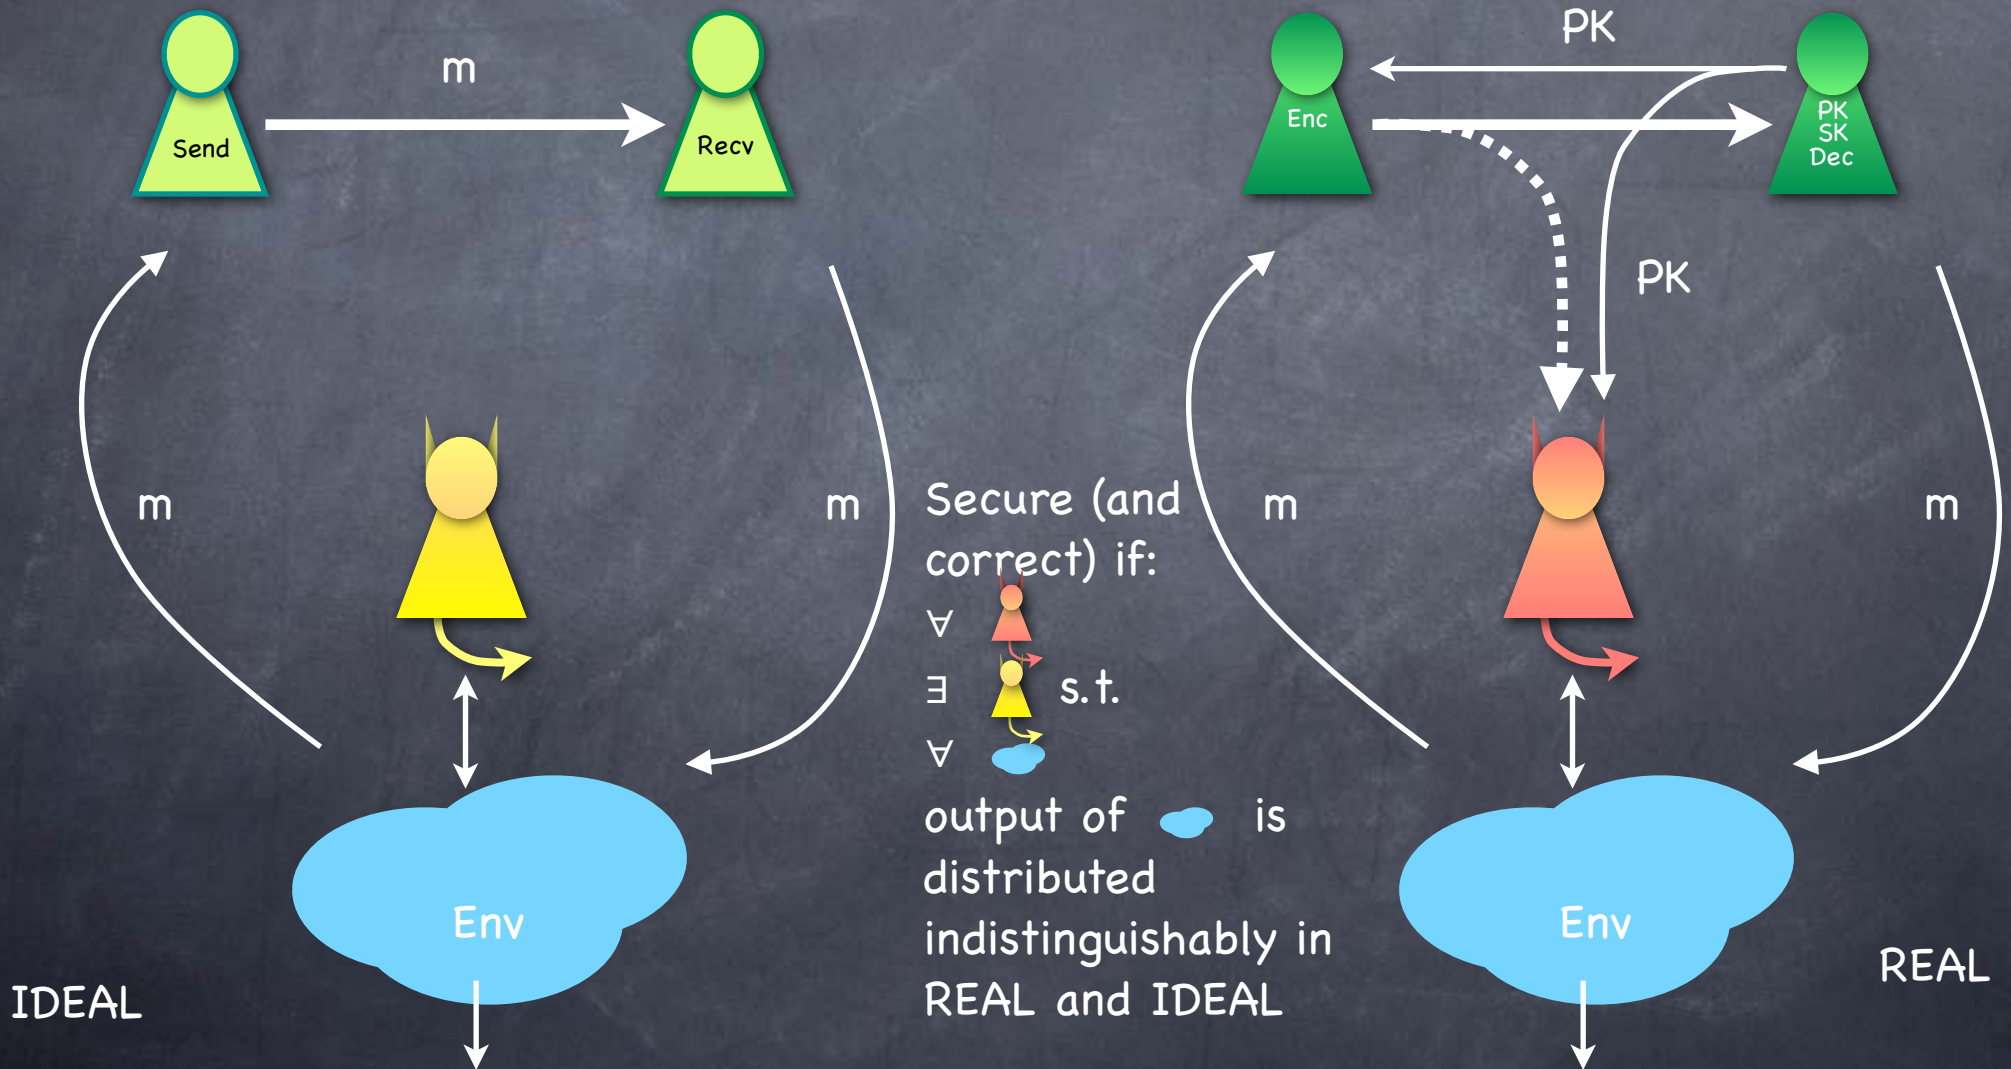 m
Send
Recv
m
m
Env
IDEAL
Secure (and
correct) if:
∀
∃ s.t.
∀
output of is
distributed
indistinguishably in
REAL and IDEAL
PK
Enc
PK
SK
Dec
PK
m
m
Env
REAL